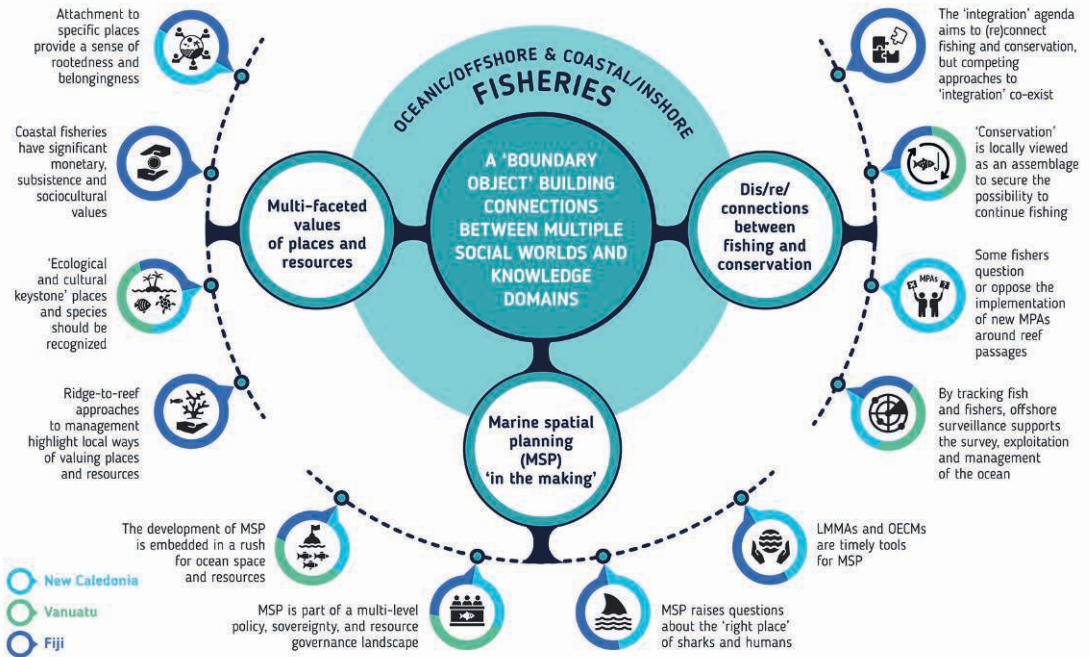 Attachment to
specific places
provide a sense of
rootedness and
belongingness
Coastal fisheries
have significant
monetary,
subsistence and
sociocultural
values
'Ecological
and cultural
keystone' places
and species
should be
recognized
Ridge-to-reef
approaches
to management
highlight local ways
of valuing places
and resources
Multi-faceted
values
of places and
resources
OCEANIC/OFFSHORE & COASTAL/INSHORE
FISHERIES
A 'BOUNDARY
OBJECT' BUILDING
CONNECTIONS
BETWEEN MULTIPLE
SOCIAL WORLDS AND
KNOWLEDGE
DOMAINS
Dis/re/
connections
between
fishing and
conservation
The 'integration' agenda
aims to (re)connect
fishing and conservation,
but competing
approaches to
'integration' co-exist
'Conservation'
is locally viewed
as an assemblage
to secure the
possibility to
continue fishing
MPAs
Some fishers
question
or oppose the
implementation
of new MPAs
around reef
passages
By tracking fish
and fishers, offshore
surveillance supports
the survey, exploitation
and management
of the ocean
Marine spatial
planning
(MSP)
'in the making'
The development of MSP
is embedded in a rush
for ocean space
and resources
MSP is part of a multi-level
policy, sovereignty, and resource
governance landscape
MSP raises questions
about the 'right place'
of sharks and humans
LMMAs and OECMs
are timely tools
for MSP
New Caledonia
Vanuatu
Fiji